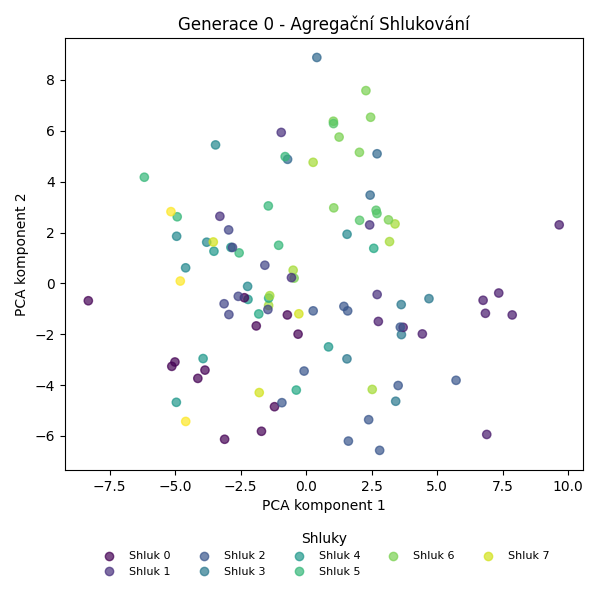 Generace 0 - Agregační Shlukování
PCA komponent 2
8
6
4
2
0
−2
−4
−6
−7.5 −5.0 −2.5 0.0 2.5 5.0 7.5 10.0
PCA komponent 1
Shluky
Shluk 0 Shluk 2 Shluk 4 Shluk 6 Shluk 7
Shluk 1 Shluk 3 Shluk 5